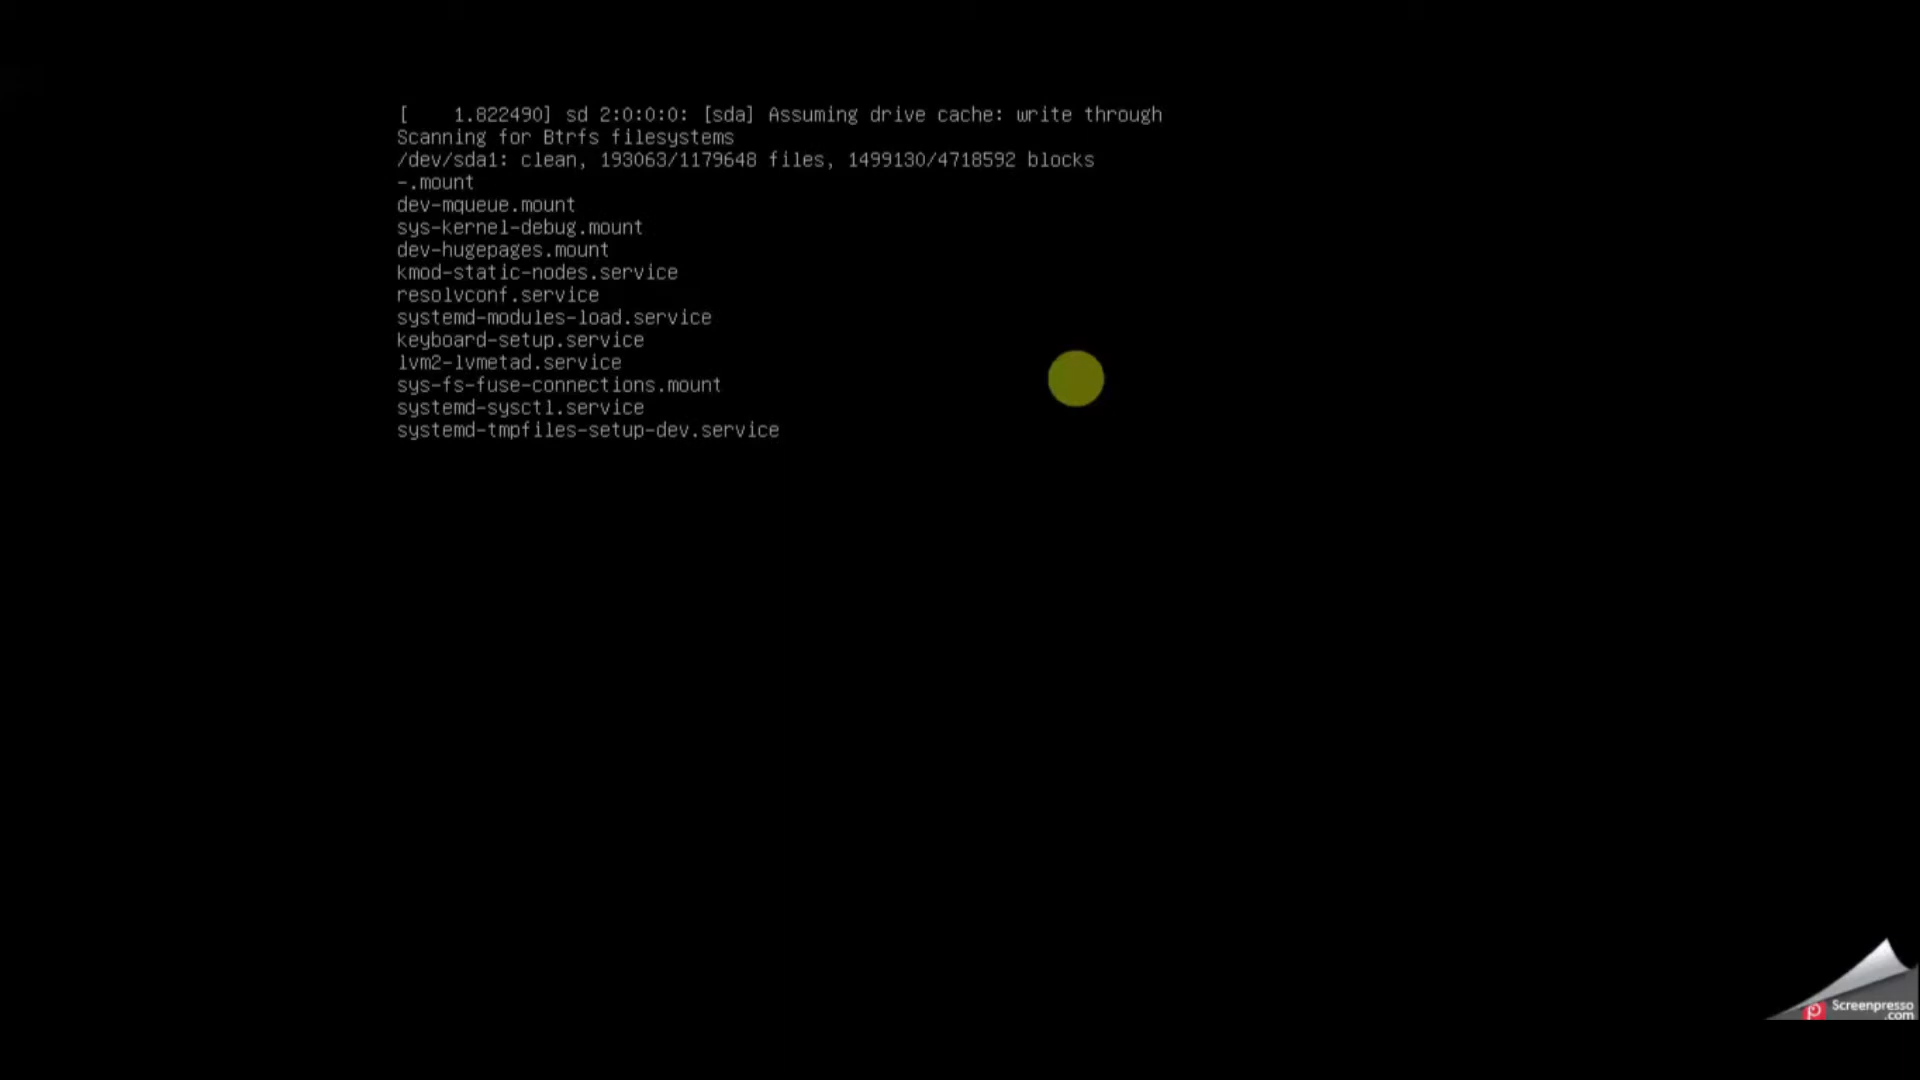 [    1.822490] sd 2:0:0:0: [sda] Assuming drive cache: write through
Scanning for Btrfs filesystems
/dev/sda1: clean, 193063/1179648 files, 1499130/4718592 blocks
-.mount
dev-mqueue.mount
sys-kernel-debug.mount
dev-hugepages.mount
kmod-static-nodes.service
resolvconf.service
systemd-modules-load.service
keyboard-setup.service
lvm2-lvmetad.service
sys-fs-fuse-connections.mount
systemd-sysctl.service
systemd-tmpfiles-setup-dev.service
Screenpresso
.com